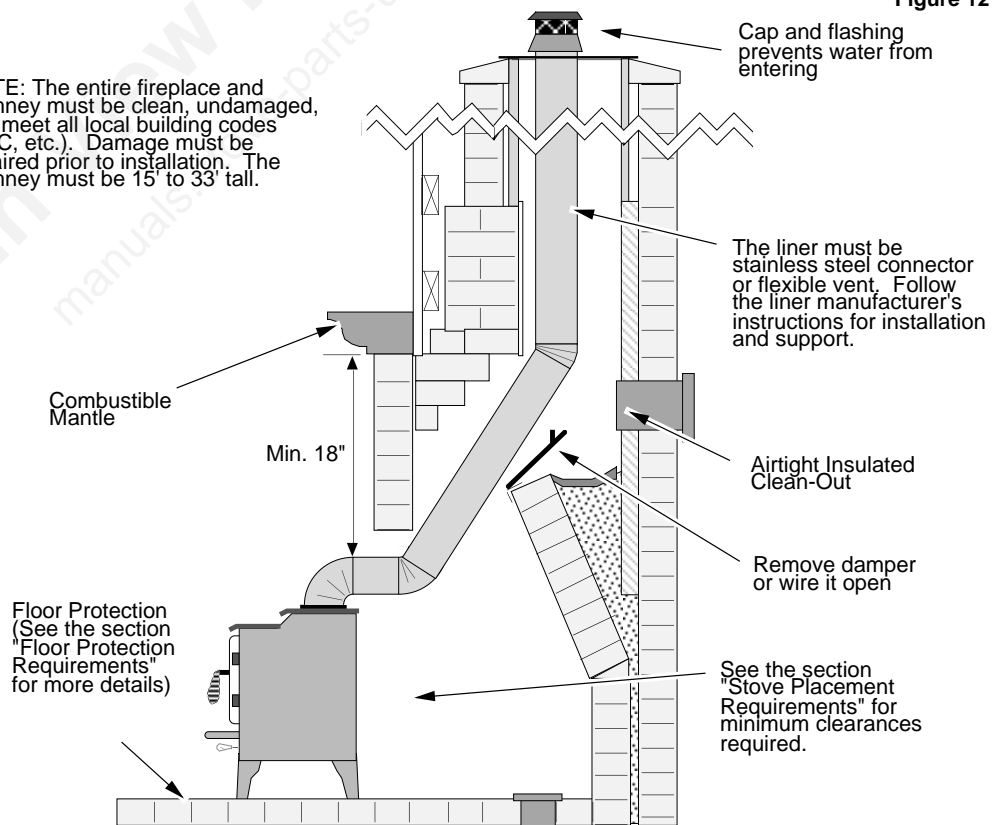 Figure 12
Cap and flashing
prevents water from
entering
TE: The entire fireplace and
mney must be clean, undamaged,
meet all local building codes
C, etc.). Damage must be
aired prior to installation. The
mney must be 15' to 33' tall.
The liner must be
stainless steel connector
or flexible vent. Follow
the liner manufacturer's
instructions for installation
and support.
Combustible
Mantle
Min. 18"
Airtight Insulated
Clean-Out
Remove damper
or wire it open
Floor Protection
(See the section
"Floor Protection
Requirements"
for more details)
See the section
"Stove Placement
Requirements" for
minimum clearances
required.